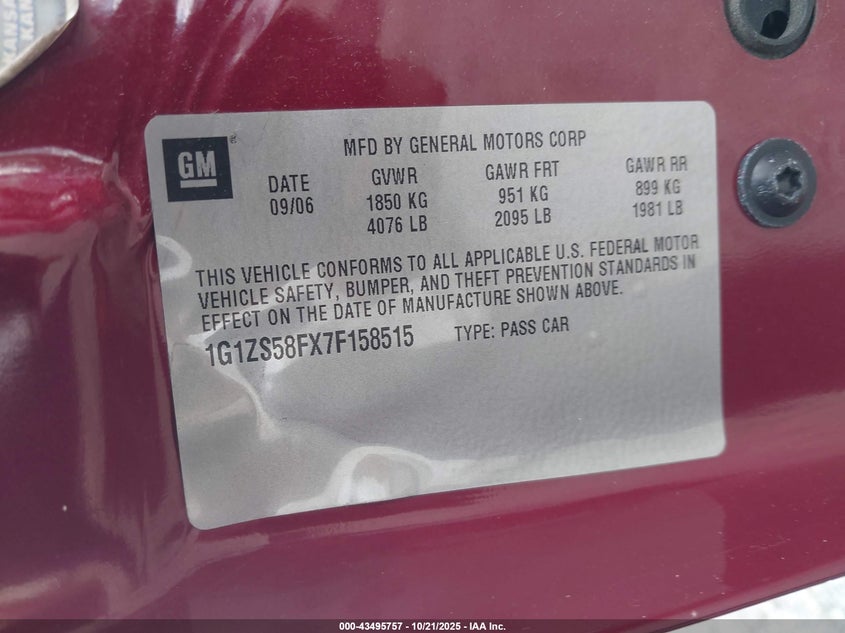 KANSAS
GM®
MFD BY GENERAL MOTORS CORP
DATE GVWR GAWR FRT GAWR RR
09/06 1850 KG 951 KG 899 KG
4076 LB 2095 LB 1981 LB
THIS VEHICLE CONFORMS TO ALL APPLICABLE U.S. FEDERAL MOTOR
VEHICLE SAFETY, BUMPER, AND THEFT PREVENTION STANDARDS IN
EFFECT ON THE DATE OF MANUFACTURE SHOWN ABOVE.
1G1ZS58FX7F158515 TYPE: PASS CAR
000-43495757 - 10/21/2025 - IAA Inc.